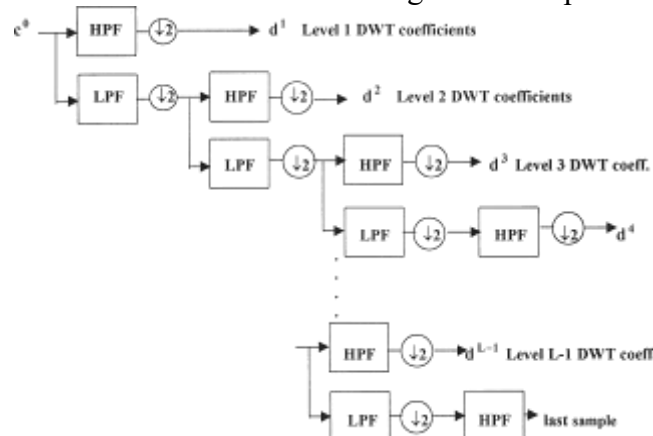 c⁰ HPF ↓2 d¹ Level 1 DWT coefficients
LPF ↓2 HPF ↓2 d² Level 2 DWT coefficients
LPF ↓2 HPF ↓2 d³ Level 3 DWT coeff.
LPF ↓2 HPF ↓2 d⁴
HPF ↓2 d^L-1 Level L-1 DWT coeff
LPF ↓2 HPF last sample